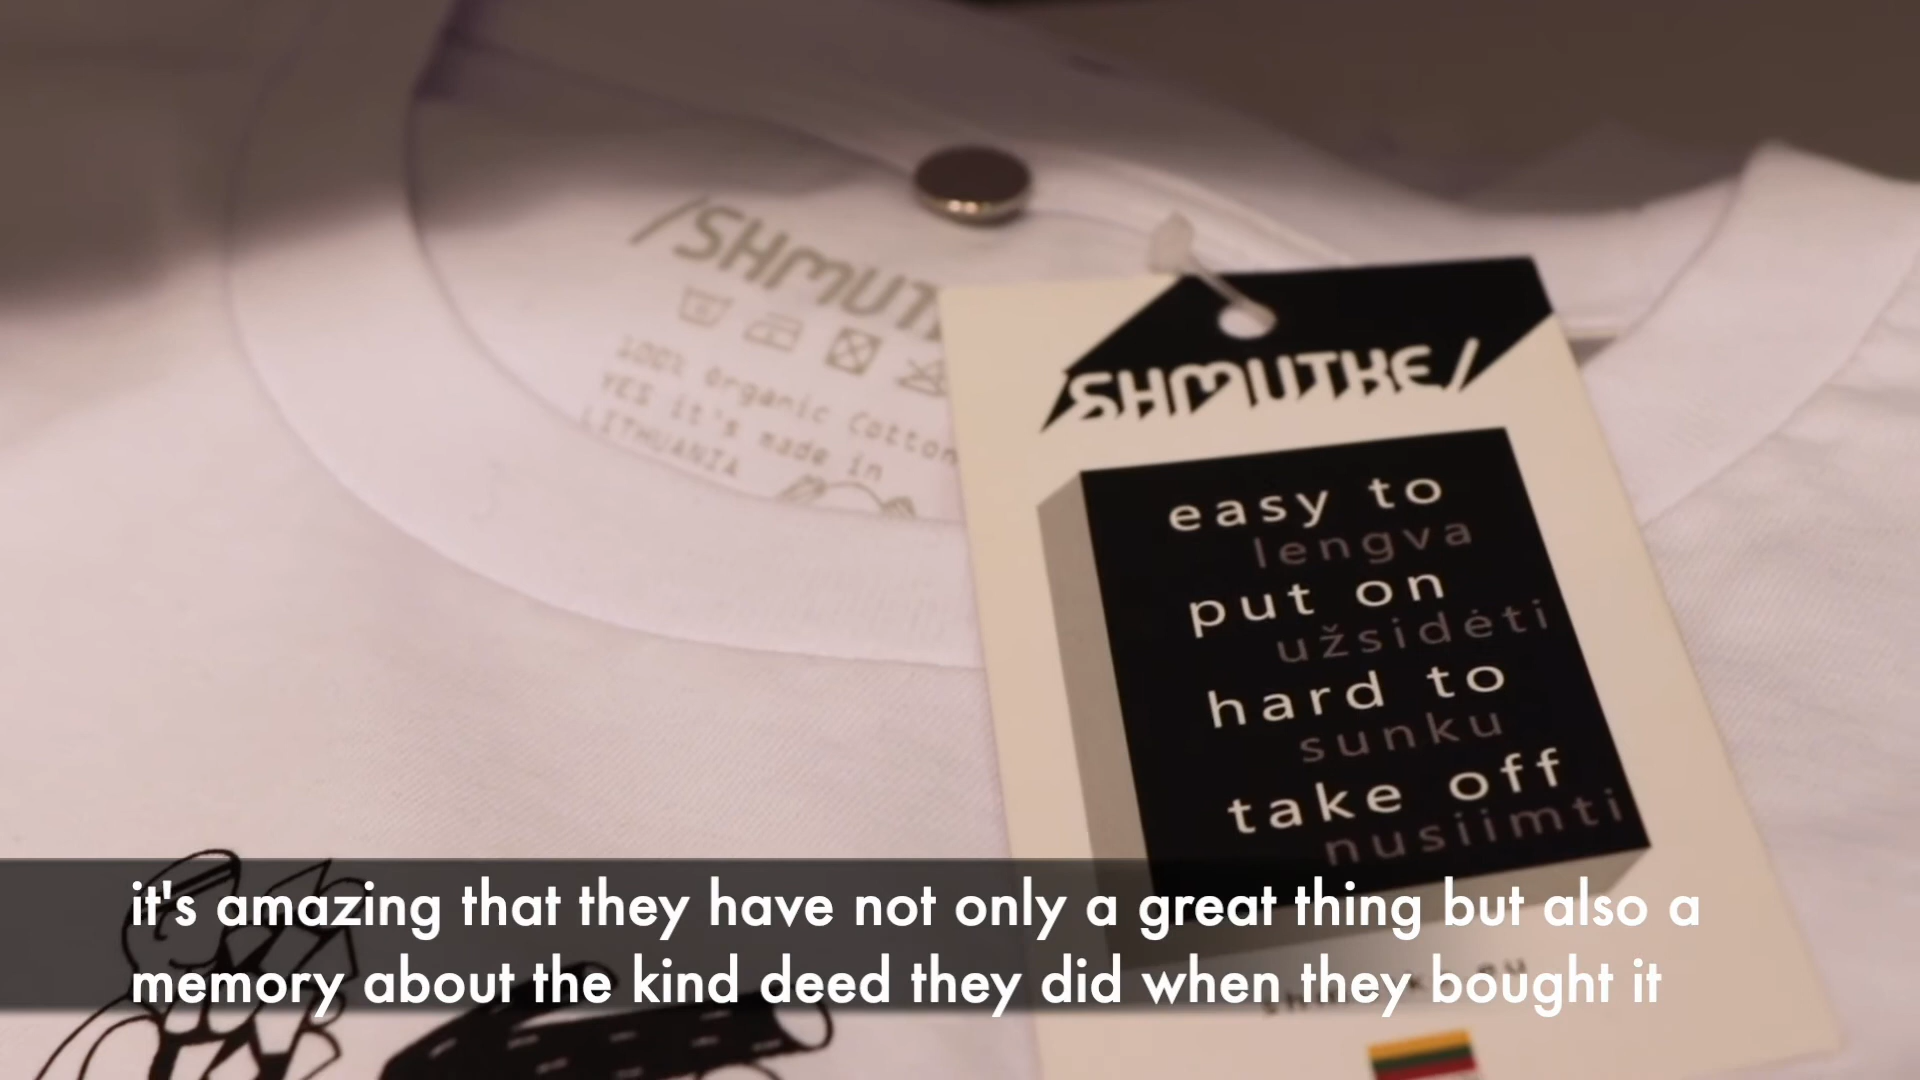 /SHMUT
100% Organic Cotton
YES it's made in
LITHUANIA
/SHMUTKE/
easy to
lengva
put on
užsidėti
hard to
sunku
take off
nusiimti
it's amazing that they have not only a great thing but also a
memory about the kind deed they did when they bought it